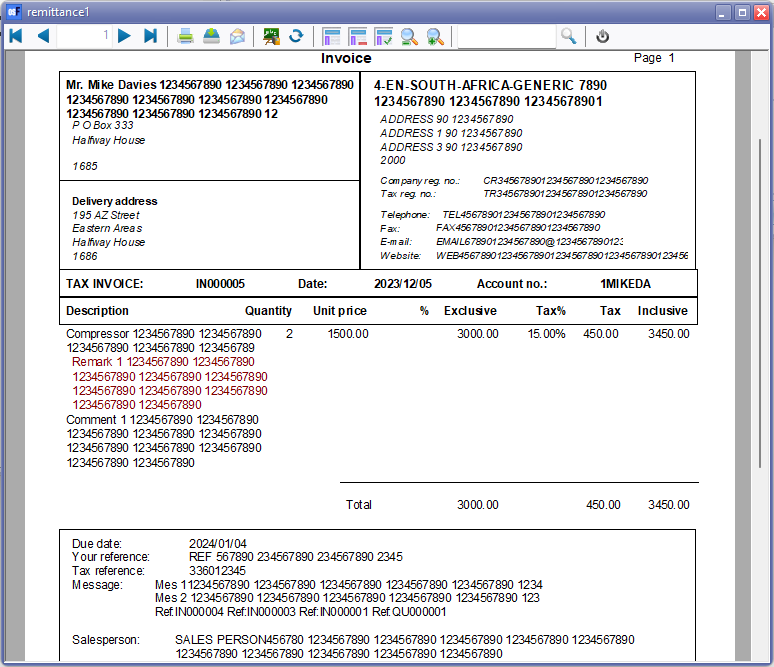 remittance1
1
Invoice
Page 1
Mr. Mike Davies 1234567890 1234567890 1234567890
1234567890 1234567890 1234567890 1234567890
1234567890 1234567890 1234567890 12
P O Box 333
Halfway House
1685
4-EN-SOUTH-AFRICA-GENERIC 7890
1234567890 1234567890 12345678901
ADDRESS 90 1234567890
ADDRESS 1 90 1234567890
ADDRESS 3 90 1234567890
2000
Company reg. no.: CR3456789012345678901234567890
Tax reg. no.: TR3456789012345678901234567890
Telephone: TEL456789012345678901234567890
Fax: FAX456789012345678901234567890
E-mail: EMAIL678901234567890@1234567890123
Website: WEB4567890123456789012345678901234567890123456
Delivery address
195 AZ Street
Eastern Areas
Halfway House
1686
TAX INVOICE: IN000005 Date: 2023/12/05 Account no.: 1MIKEDA
Description Quantity Unit price % Exclusive Tax% Tax Inclusive
Compressor 1234567890 1234567890 2 1500.00 3000.00 15.00% 450.00 3450.00
1234567890 1234567890 123456789
Remark 1 1234567890 1234567890
1234567890 1234567890 1234567890
1234567890 1234567890 1234567890
1234567890 1234567890
Comment 1 1234567890 1234567890
1234567890 1234567890 1234567890
1234567890 1234567890 1234567890
1234567890 1234567890
Total 3000.00 450.00 3450.00
Due date: 2024/01/04
Your reference: REF 567890 234567890 234567890 2345
Tax reference: 336012345
Message: Mes 11234567890 1234567890 1234567890 1234567890 1234567890 1234
Mes 2 1234567890 1234567890 1234567890 1234567890 1234567890 123
Ref:IN000004 Ref:IN000003 Ref:IN000001 Ref:QU000001
Salesperson: SALES PERSON456780 1234567890 1234567890 1234567890 1234567890 1234567890
1234567890 1234567890 1234567890 1234567890 1234567890